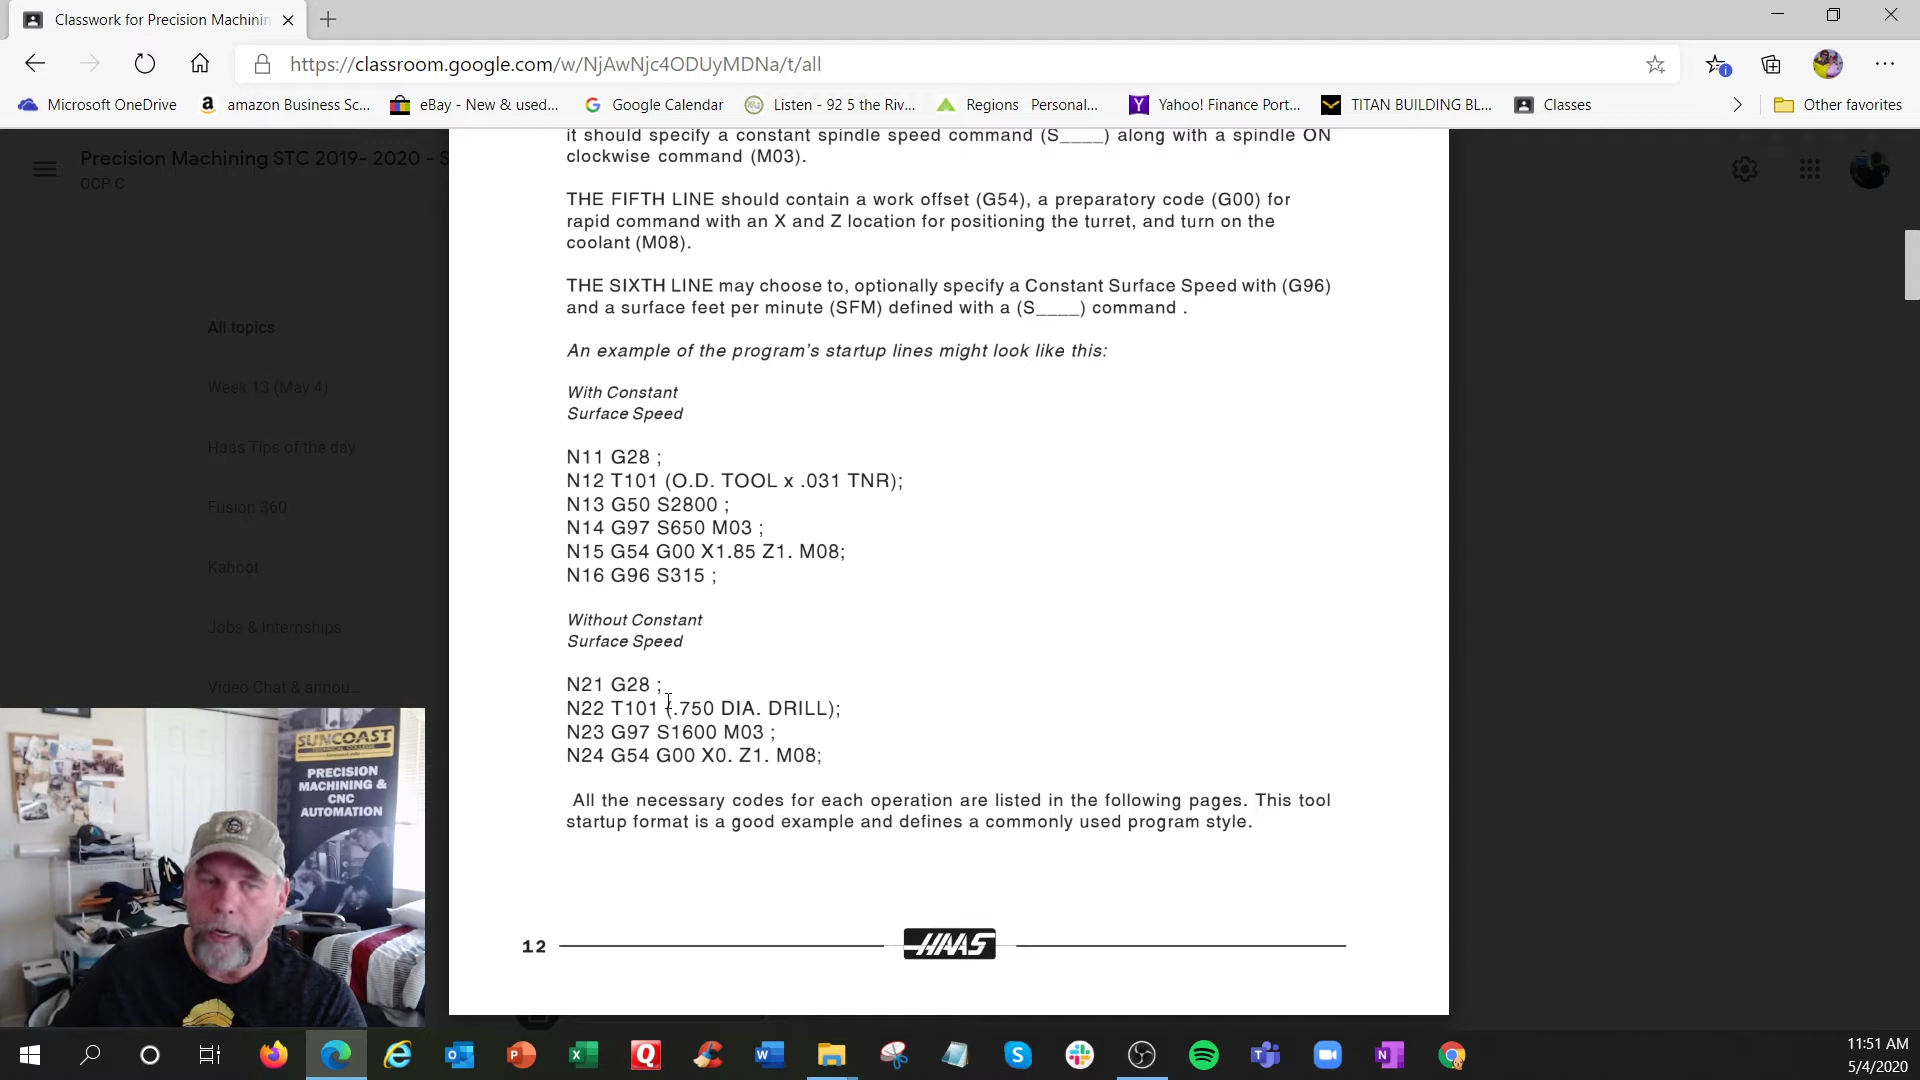 Classwork for Precision Machinin
https://classroom.google.com/w/NjAwNjc4ODUyMDNa/t/all
Microsoft OneDrive
amazon Business Sc...
eBay - New & used...
Google Calendar
Listen - 92 5 the Riv...
Regions Personal...
Yahoo! Finance Port...
TITAN BUILDING BL...
Classes
Other favorites
Precision Machining STC 2019- 2020 - S
OCP C
All topics
Week 13 (May 4)
Haas Tips of the day
Fusion 360
Kahoot
Jobs & Internships
Video Chat & annou...
it should specify a constant spindle speed command (S____) along with a spindle ON
clockwise command (M03).
THE FIFTH LINE should contain a work offset (G54), a preparatory code (G00) for
rapid command with an X and Z location for positioning the turret, and turn on the
coolant (M08).
THE SIXTH LINE may choose to, optionally specify a Constant Surface Speed with (G96)
and a surface feet per minute (SFM) defined with a (S____) command .
An example of the program's startup lines might look like this:
With Constant
Surface Speed
N11 G28 ;
N12 T101 (O.D. TOOL x .031 TNR);
N13 G50 S2800 ;
N14 G97 S650 M03 ;
N15 G54 G00 X1.85 Z1. M08;
N16 G96 S315 ;
Without Constant
Surface Speed
N21 G28 ;
N22 T101 (.750 DIA. DRILL);
N23 G97 S1600 M03 ;
N24 G54 G00 X0. Z1. M08;
All the necessary codes for each operation are listed in the following pages. This tool
startup format is a good example and defines a commonly used program style.
12
HAAS
SUNCOAST
TECHNICAL COLLEGE
PRECISION
MACHINING &
CNC
AUTOMATION
11:51 AM
5/4/2020